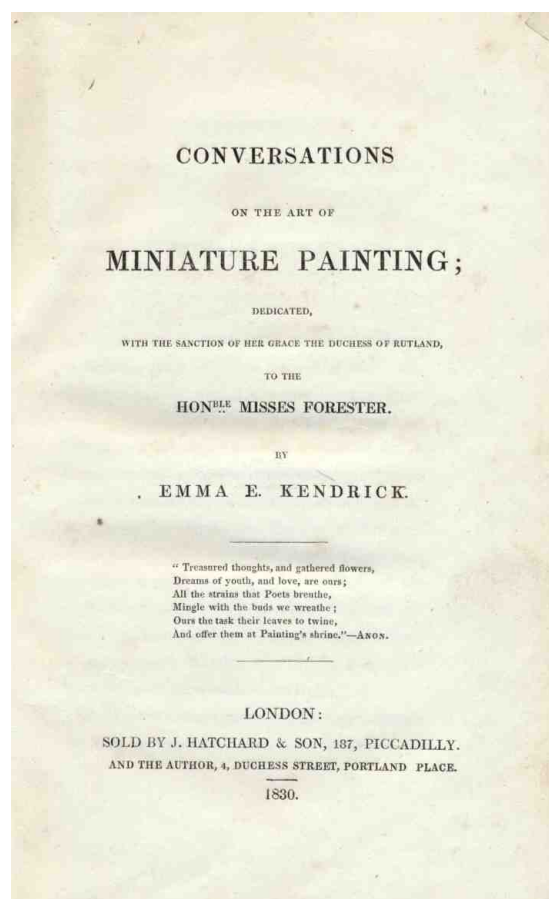 CONVERSATIONS
ON THE ART OF
MINIATURE PAINTING;
DEDICATED,
WITH THE SANCTION OF HER GRACE THE DUCHESS OF RUTLAND,
TO THE
HONBLE MISSES FORESTER.
BY
EMMA E. KENDRICK.
“ Treasured thoughts, and gathered flowers,
Dreams of youth, and love, are ours;
All the strains that Poets breathe,
Mingle with the buds we wreathe;
Ours the task their leaves to twine,
And offer them at Painting's shrine.”—ANON.
LONDON:
SOLD BY J. HATCHARD & SON, 187, PICCADILLY.
AND THE AUTHOR, 4, DUCHESS STREET, PORTLAND PLACE.
1830.